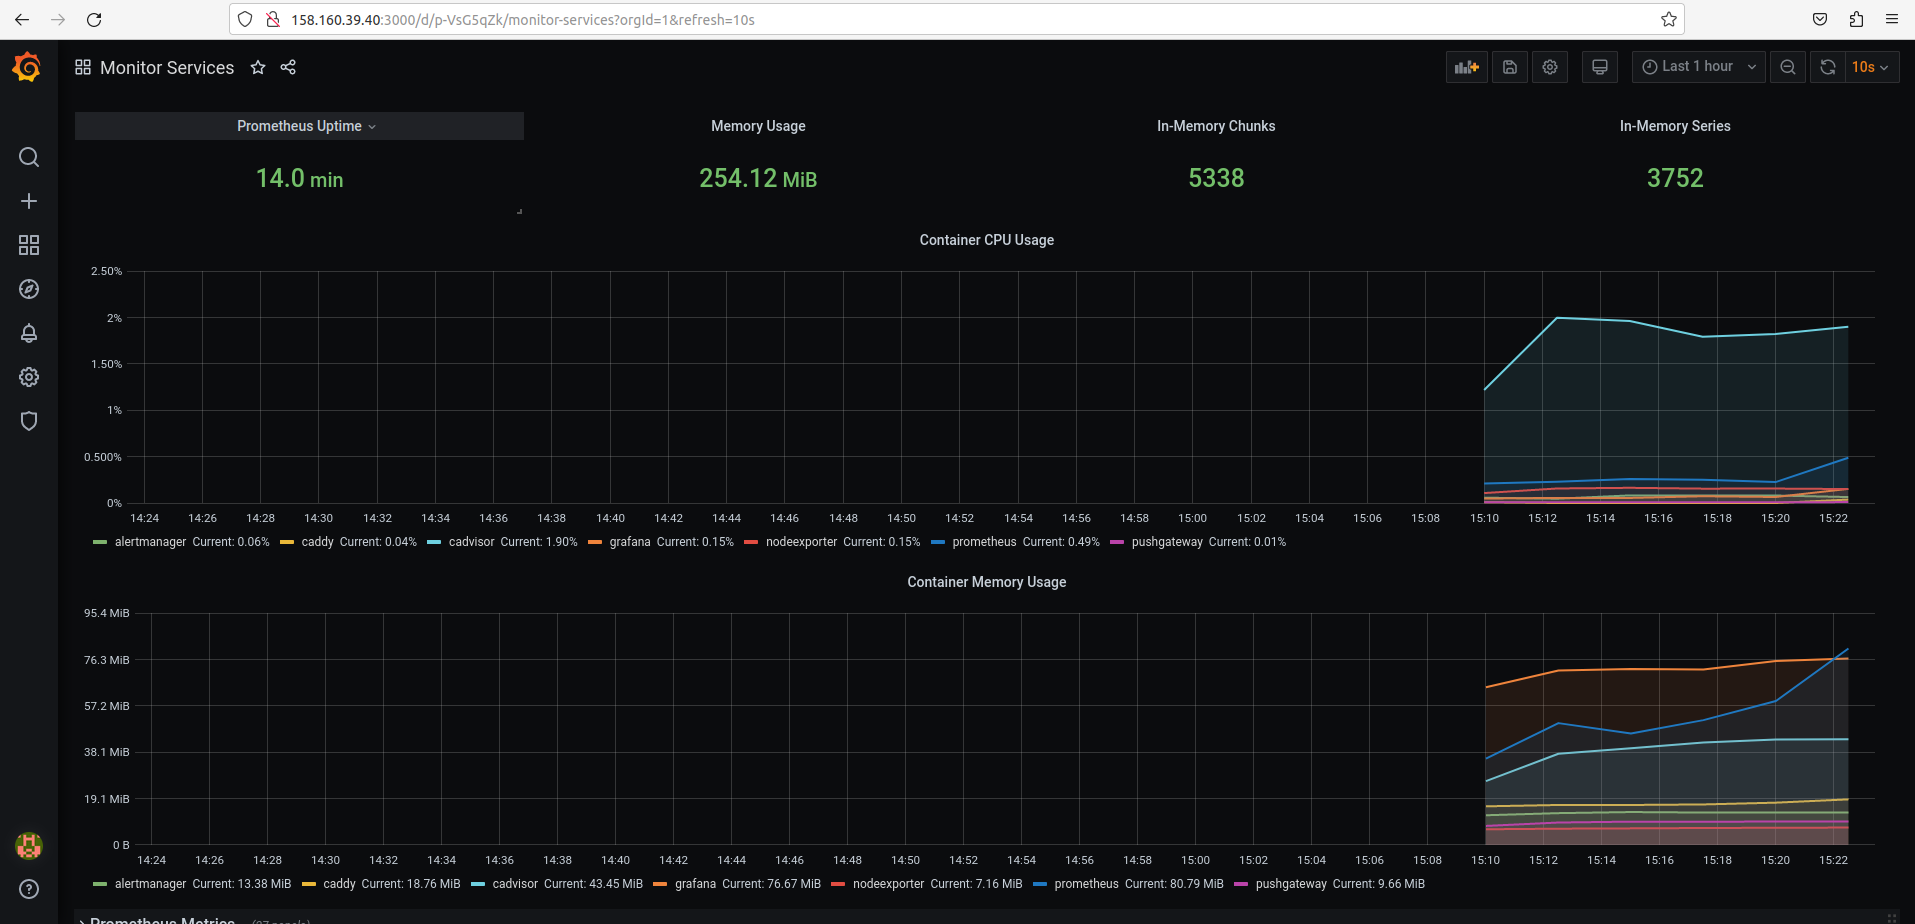 158.160.39.40:3000/d/p-VsG5qZk/monitor-services?orgId=1&refresh=10s
Monitor Services
Last 1 hour
10s
Prometheus Uptime
Memory Usage
In-Memory Chunks
In-Memory Series
14.0 min
254.12 MiB
5338
3752
Container CPU Usage
2.50%
2%
1.50%
1%
0.500%
0%
14:24 14:26 14:28 14:30 14:32 14:34 14:36 14:38 14:40 14:42 14:44 14:46 14:48 14:50 14:52 14:54 14:56 14:58 15:00 15:02 15:04 15:06 15:08 15:10 15:12 15:14 15:16 15:18 15:20 15:22
alertmanager Current: 0.06% caddy Current: 0.04% cadvisor Current: 1.90% grafana Current: 0.15% nodeexporter Current: 0.15% prometheus Current: 0.49% pushgateway Current: 0.01%
Container Memory Usage
95.4 MiB
76.3 MiB
57.2 MiB
38.1 MiB
19.1 MiB
0 B
14:24 14:26 14:28 14:30 14:32 14:34 14:36 14:38 14:40 14:42 14:44 14:46 14:48 14:50 14:52 14:54 14:56 14:58 15:00 15:02 15:04 15:06 15:08 15:10 15:12 15:14 15:16 15:18 15:20 15:22
alertmanager Current: 13.38 MiB caddy Current: 18.76 MiB cadvisor Current: 43.45 MiB grafana Current: 76.67 MiB nodeexporter Current: 7.16 MiB prometheus Current: 80.79 MiB pushgateway Current: 9.66 MiB
Prometheus Metrics